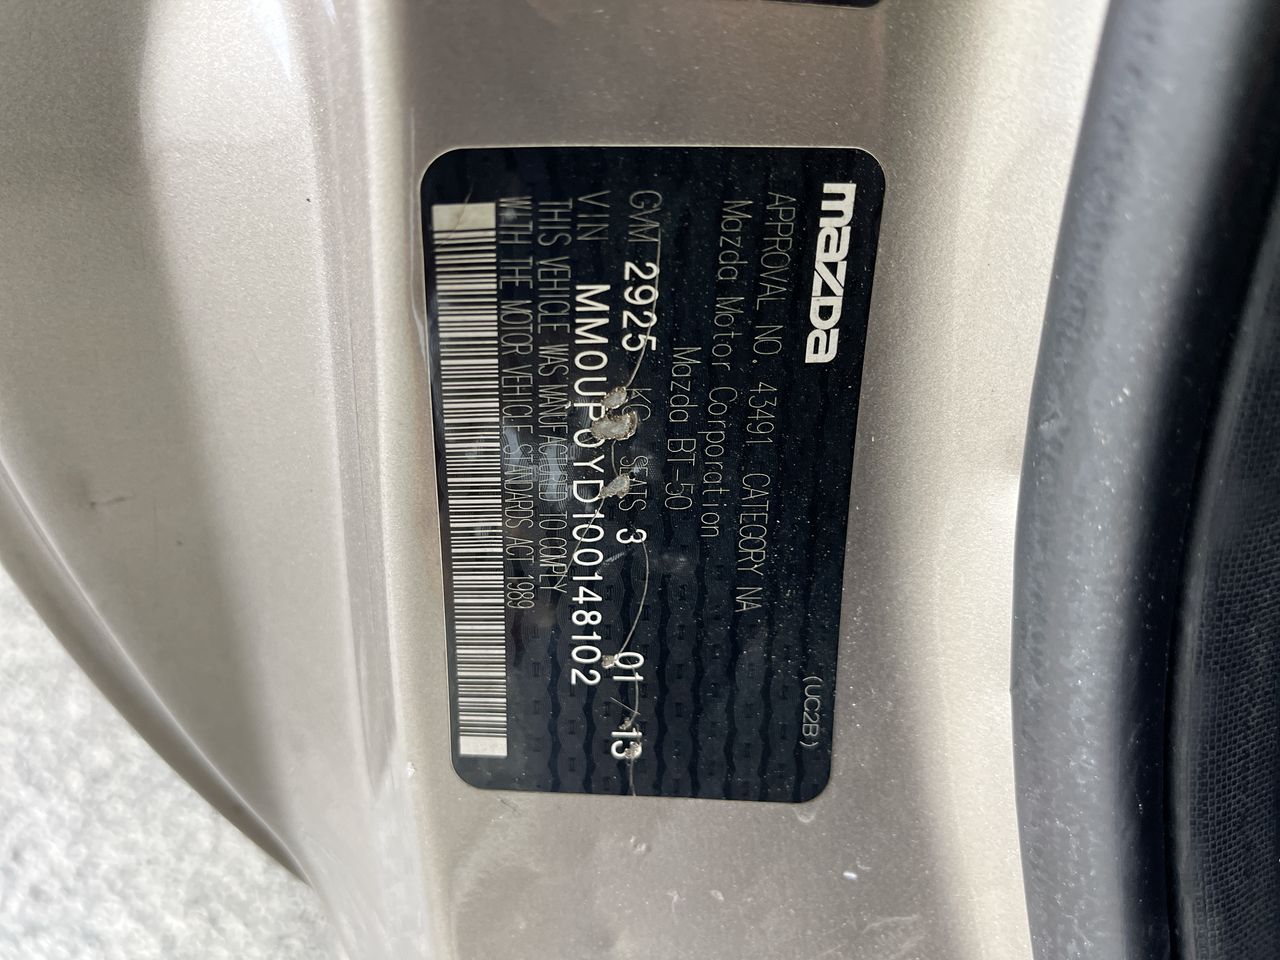 mazda (UC2B)
APPROVAL NO. 43491 CATEGORY NA
Mazda Motor Corporation
Mazda BT-50
GVM 2925 KG SEATS 3 01/13
VIN MM0UP0YD100148102
THIS VEHICLE WAS MANUFACTURED TO COMPLY
WITH THE MOTOR VEHICLE STANDARDS ACT 1989